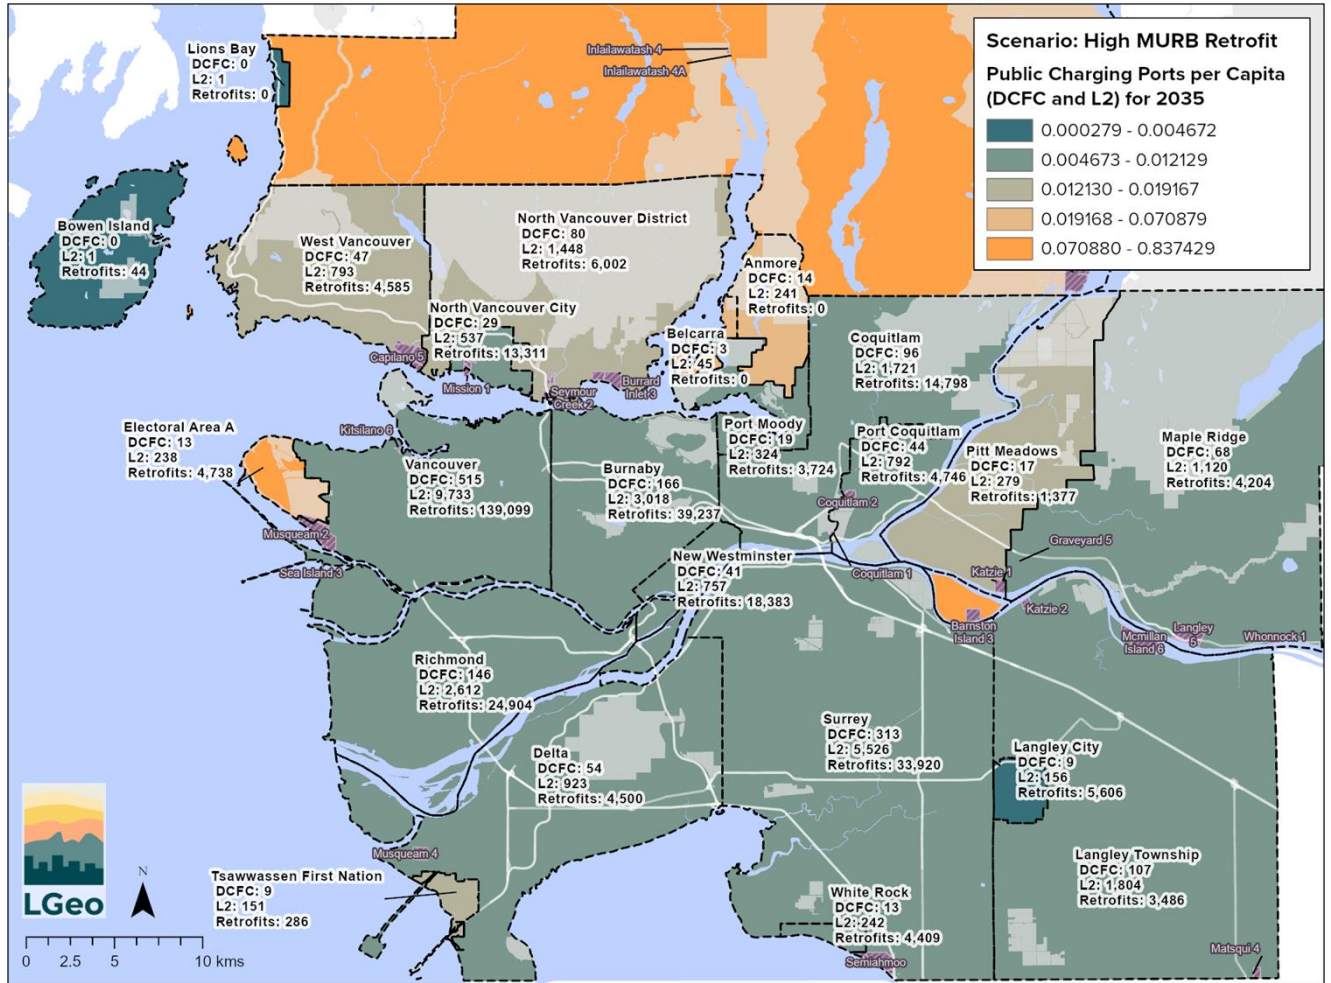 Lions Bay
DCFC: 0
L2: 1
Retrofits: 0
Inlailawatash 4
Inlailawatash 4A
Scenario: High MURB Retrofit
Public Charging Ports per Capita
(DCFC and L2) for 2035
0.000279 - 0.004672
0.004673 - 0.012129
0.012130 - 0.019167
0.019168 - 0.070879
0.070880 - 0.837429
Bowen Island
DCFC: 0
L2: 1
Retrofits: 44
West Vancouver
DCFC: 47
L2: 793
Retrofits: 4,585
North Vancouver District
DCFC: 80
L2: 1,448
Retrofits: 6,002
Anmore
DCFC: 14
L2: 241
Retrofits: 0
North Vancouver City
DCFC: 29
L2: 537
Retrofits: 13,311
Belcarra
DCFC: 3
L2: 45
Retrofits: 0
Coquitlam
DCFC: 96
L2: 1,721
Retrofits: 14,798
Capilano 5
Mission 1
Seymour
Creek 2
Burrard
Inlet 3
Electoral Area A
DCFC: 13
L2: 238
Retrofits: 4,738
Kitsilano 6
Vancouver
DCFC: 515
L2: 9,733
Retrofits: 139,099
Burnaby
DCFC: 166
L2: 3,018
Retrofits: 39,237
Port Moody
DCFC: 19
L2: 324
Retrofits: 3,724
Port Coquitlam
DCFC: 44
L2: 792
Retrofits: 4,746
Pitt Meadows
DCFC: 17
L2: 279
Retrofits: 1,377
Maple Ridge
DCFC: 68
L2: 1,120
Retrofits: 4,204
Coquitlam 2
Musqueam 2
Sea Island 3
New Westminster
DCFC: 41
L2: 757
Retrofits: 18,383
Coquitlam 1
Graveyard 5
Katzie 1
Katzie 2
Barnston
Island 3
Mcmillan
Island 6
Langley
5
Whonnock 1
Richmond
DCFC: 146
L2: 2,612
Retrofits: 24,904
Delta
DCFC: 54
L2: 923
Retrofits: 4,500
Surrey
DCFC: 313
L2: 5,526
Retrofits: 33,920
Langley City
DCFC: 9
L2: 156
Retrofits: 5,606
Musqueam 4
Tsawwassen First Nation
DCFC: 9
L2: 151
Retrofits: 286
Langley Township
DCFC: 107
L2: 1,804
Retrofits: 3,486
White Rock
DCFC: 13
L2: 242
Retrofits: 4,409
Semiahmoo
Matsqui 4
LGeo
N
0 2.5 5 10 kms